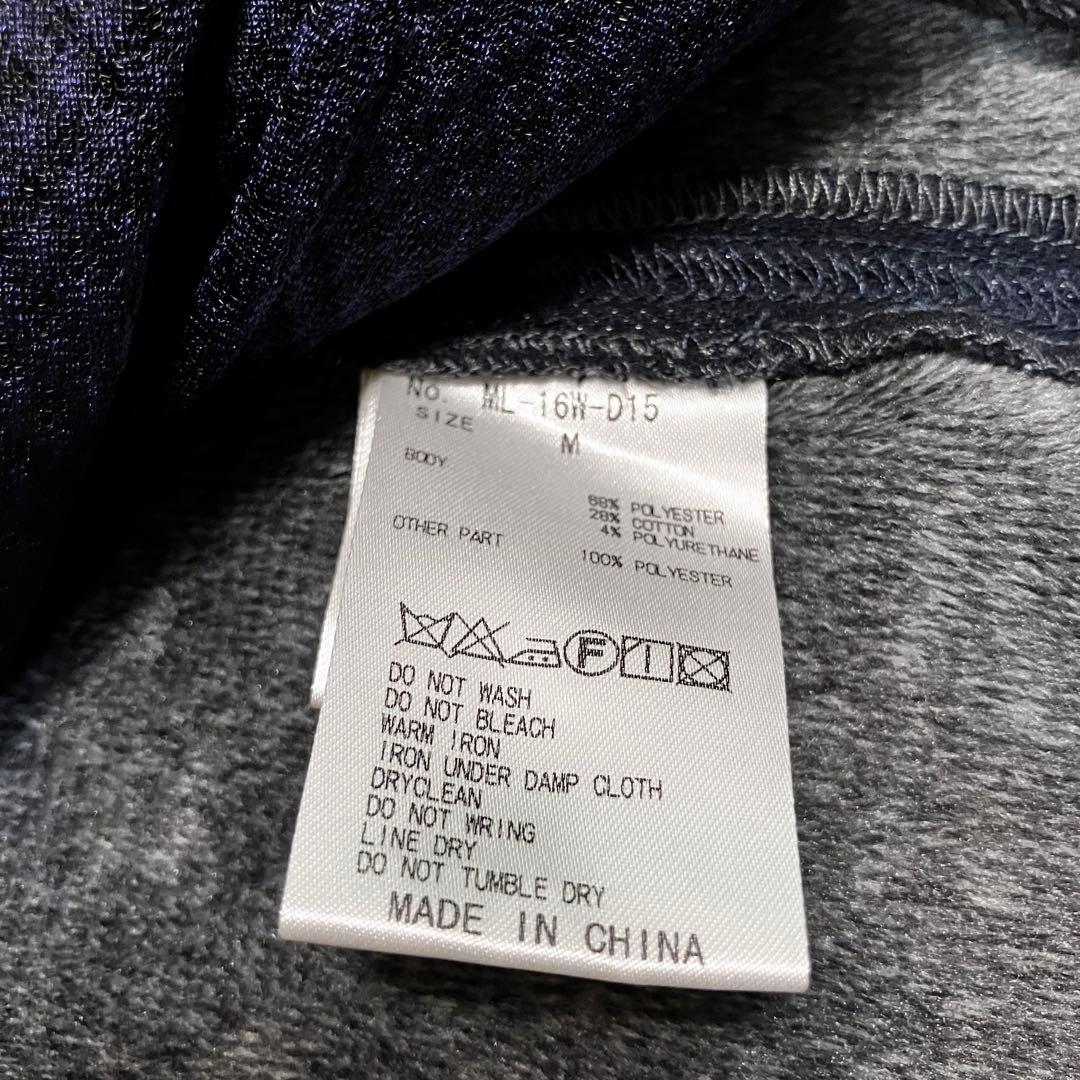 No. ML-16W-D15
SIZE M
BODY
68% POLYESTER
28% COTTON
4% POLYURETHANE
OTHER PART 100% POLYESTER
F
DO NOT WASH
DO NOT BLEACH
WARM IRON
IRON UNDER DAMP CLOTH
DRYCLEAN
DO NOT WRING
LINE DRY
DO NOT TUMBLE DRY
MADE IN CHINA